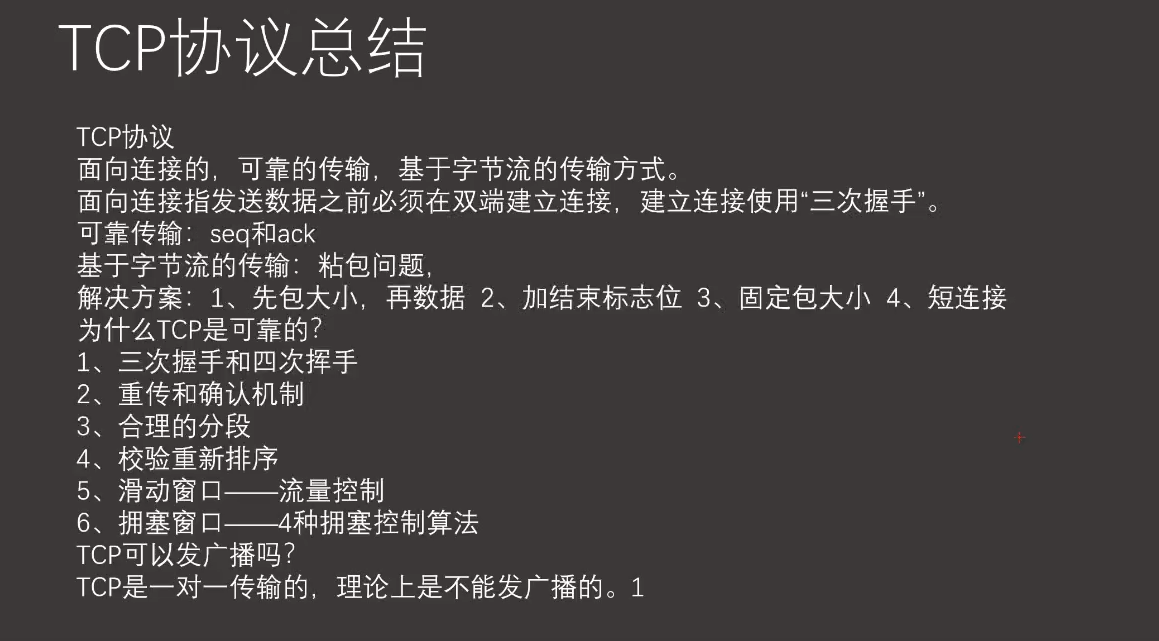 TCP协议总结
TCP协议
面向连接的，可靠的传输，基于字节流的传输方式。
面向连接指发送数据之前必须在双端建立连接，建立连接使用“三次握手”。
可靠传输：seq和ack
基于字节流的传输：粘包问题，
解决方案：1、先包大小，再数据 2、加结束标志位 3、固定包大小 4、短连接
为什么TCP是可靠的？
1、三次握手和四次挥手
2、重传和确认机制
3、合理的分段
4、校验重新排序
5、滑动窗口——流量控制
6、拥塞窗口——4种拥塞控制算法
TCP可以发广播吗？
TCP是一对一传输的，理论上是不能发广播的。1